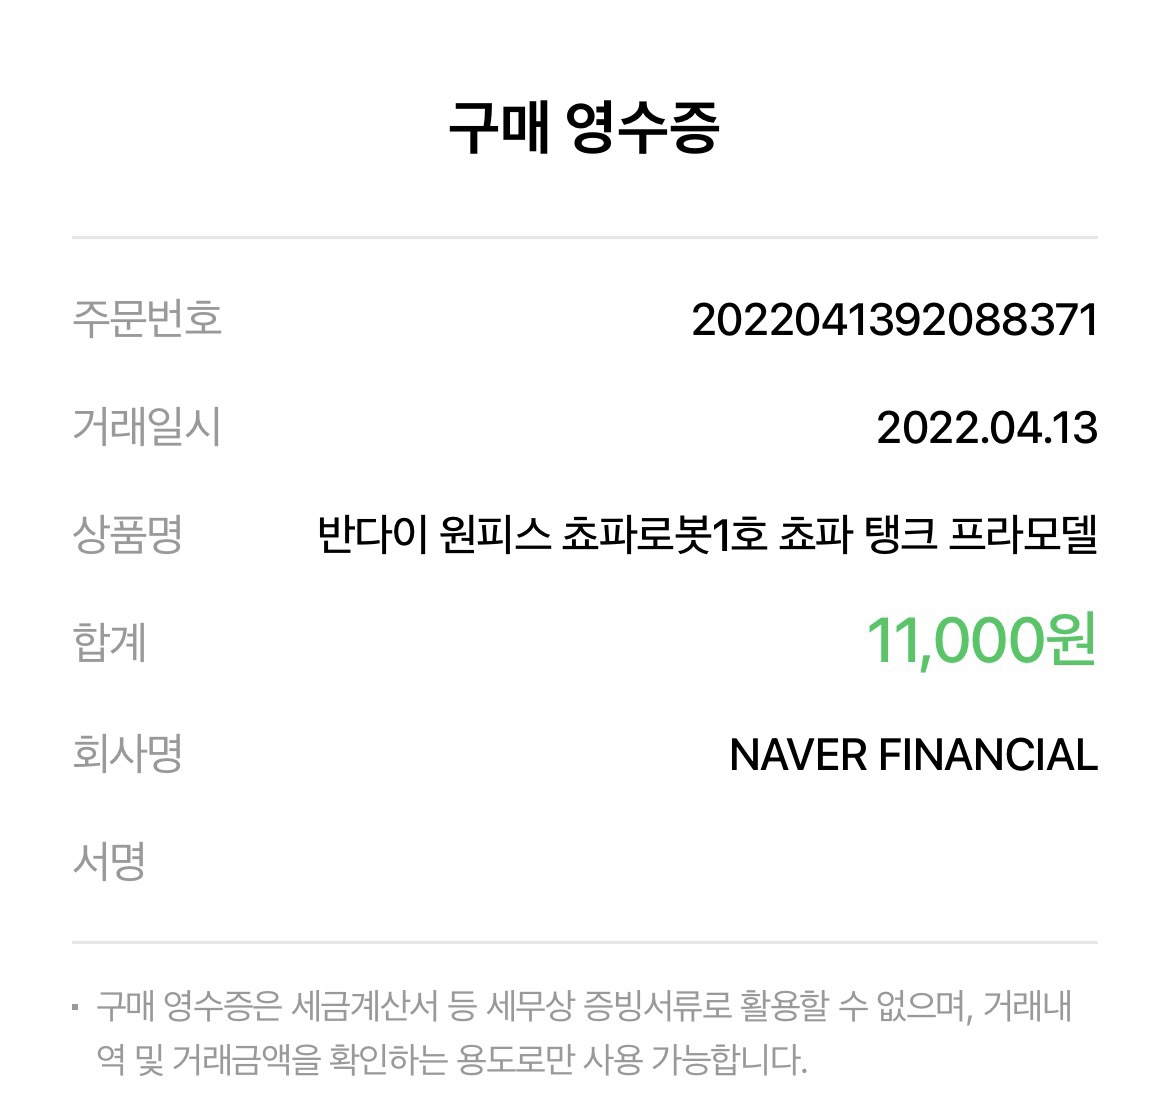 구매 영수증
주문번호 2022041392088371
거래일시 2022.04.13
상품명 반다이 원피스 쵸파로봇1호 쵸파 탱크 프라모델
합계 11,000원
회사명 NAVER FINANCIAL
서명
▪ 구매 영수증은 세금계산서 등 세무상 증빙서류로 활용할 수 없으며, 거래내
역 및 거래금액을 확인하는 용도로만 사용 가능합니다.